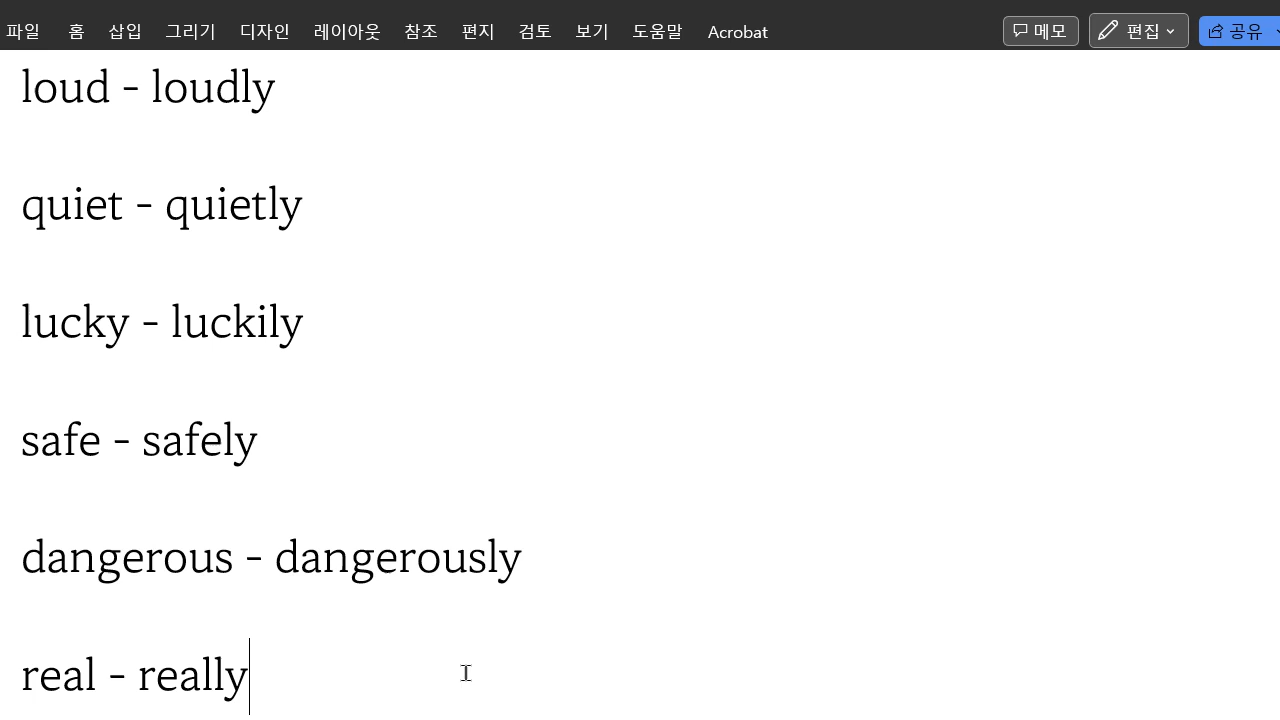 파일 홈 삽입 그리기 디자인 레이아웃 참조 편지 검토 보기 도움말 Acrobat 메모 편집 공유
loud - loudly
quiet - quietly
lucky - luckily
safe - safely
dangerous - dangerously
real - really